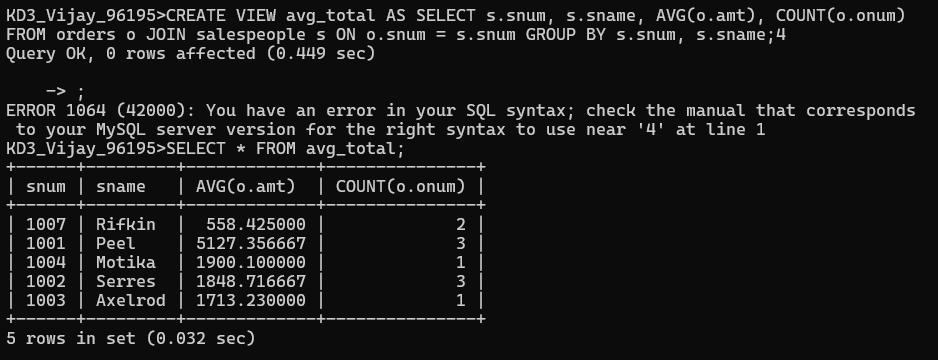 KD3_Vijay_96195>CREATE VIEW avg_total AS SELECT s.snum, s.sname, AVG(o.amt), COUNT(o.onum)
FROM orders o JOIN salespeople s ON o.snum = s.snum GROUP BY s.snum, s.sname;4
Query OK, 0 rows affected (0.449 sec)

    -> ;
ERROR 1064 (42000): You have an error in your SQL syntax; check the manual that corresponds
 to your MySQL server version for the right syntax to use near '4' at line 1
KD3_Vijay_96195>SELECT * FROM avg_total;
+------+---------+-------------+---------------+
| snum | sname   | AVG(o.amt)  | COUNT(o.onum) |
+------+---------+-------------+---------------+
| 1007 | Rifkin  |  558.425000 |             2 |
| 1001 | Peel    | 5127.356667 |             3 |
| 1004 | Motika  | 1900.100000 |             1 |
| 1002 | Serres  | 1848.716667 |             3 |
| 1003 | Axelrod | 1713.230000 |             1 |
+------+---------+-------------+---------------+
5 rows in set (0.032 sec)